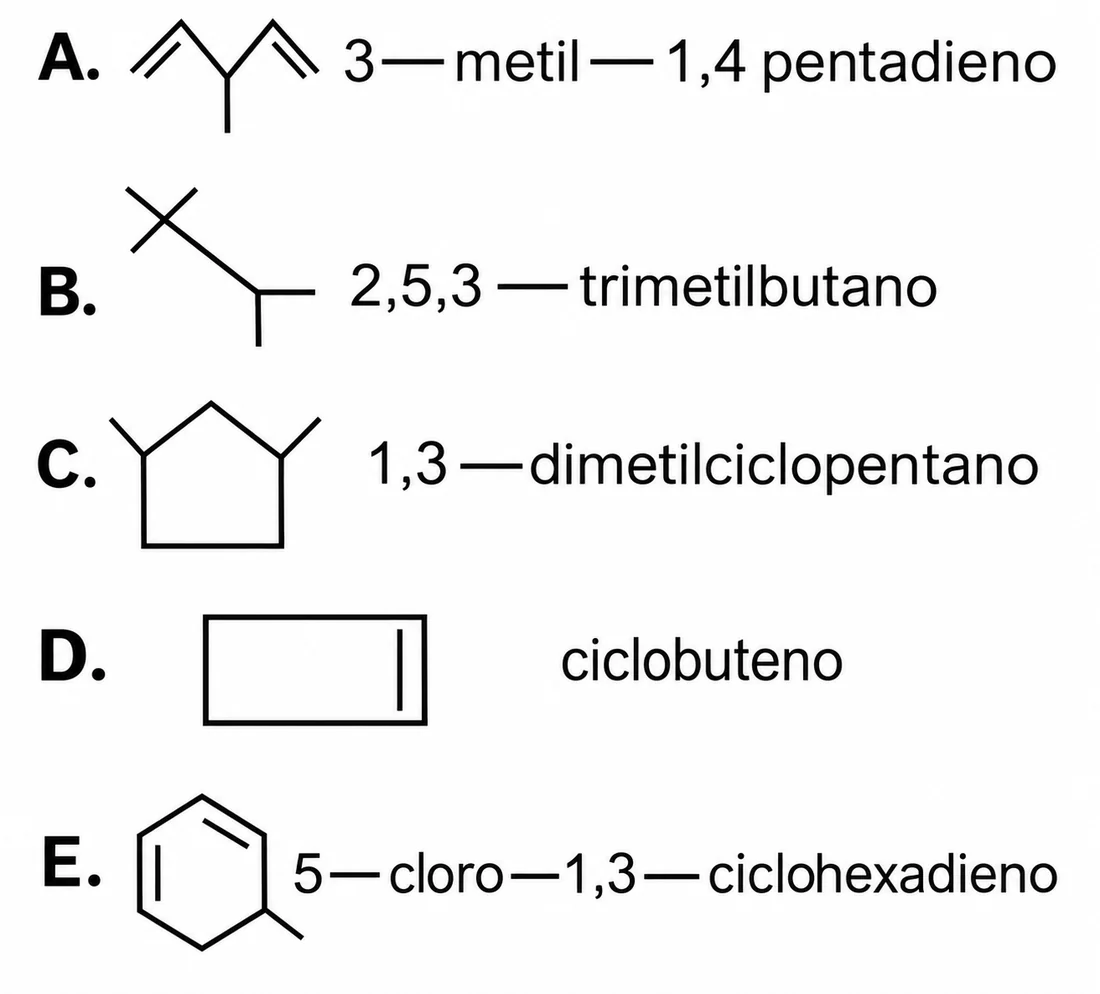 A. 3—metil—1,4 pentadieno
B. 2,5,3—trimetilbutano
C. 1,3—dimetilciclopentano
D. ciclobuteno
E. 5—cloro—1,3—ciclohexadieno